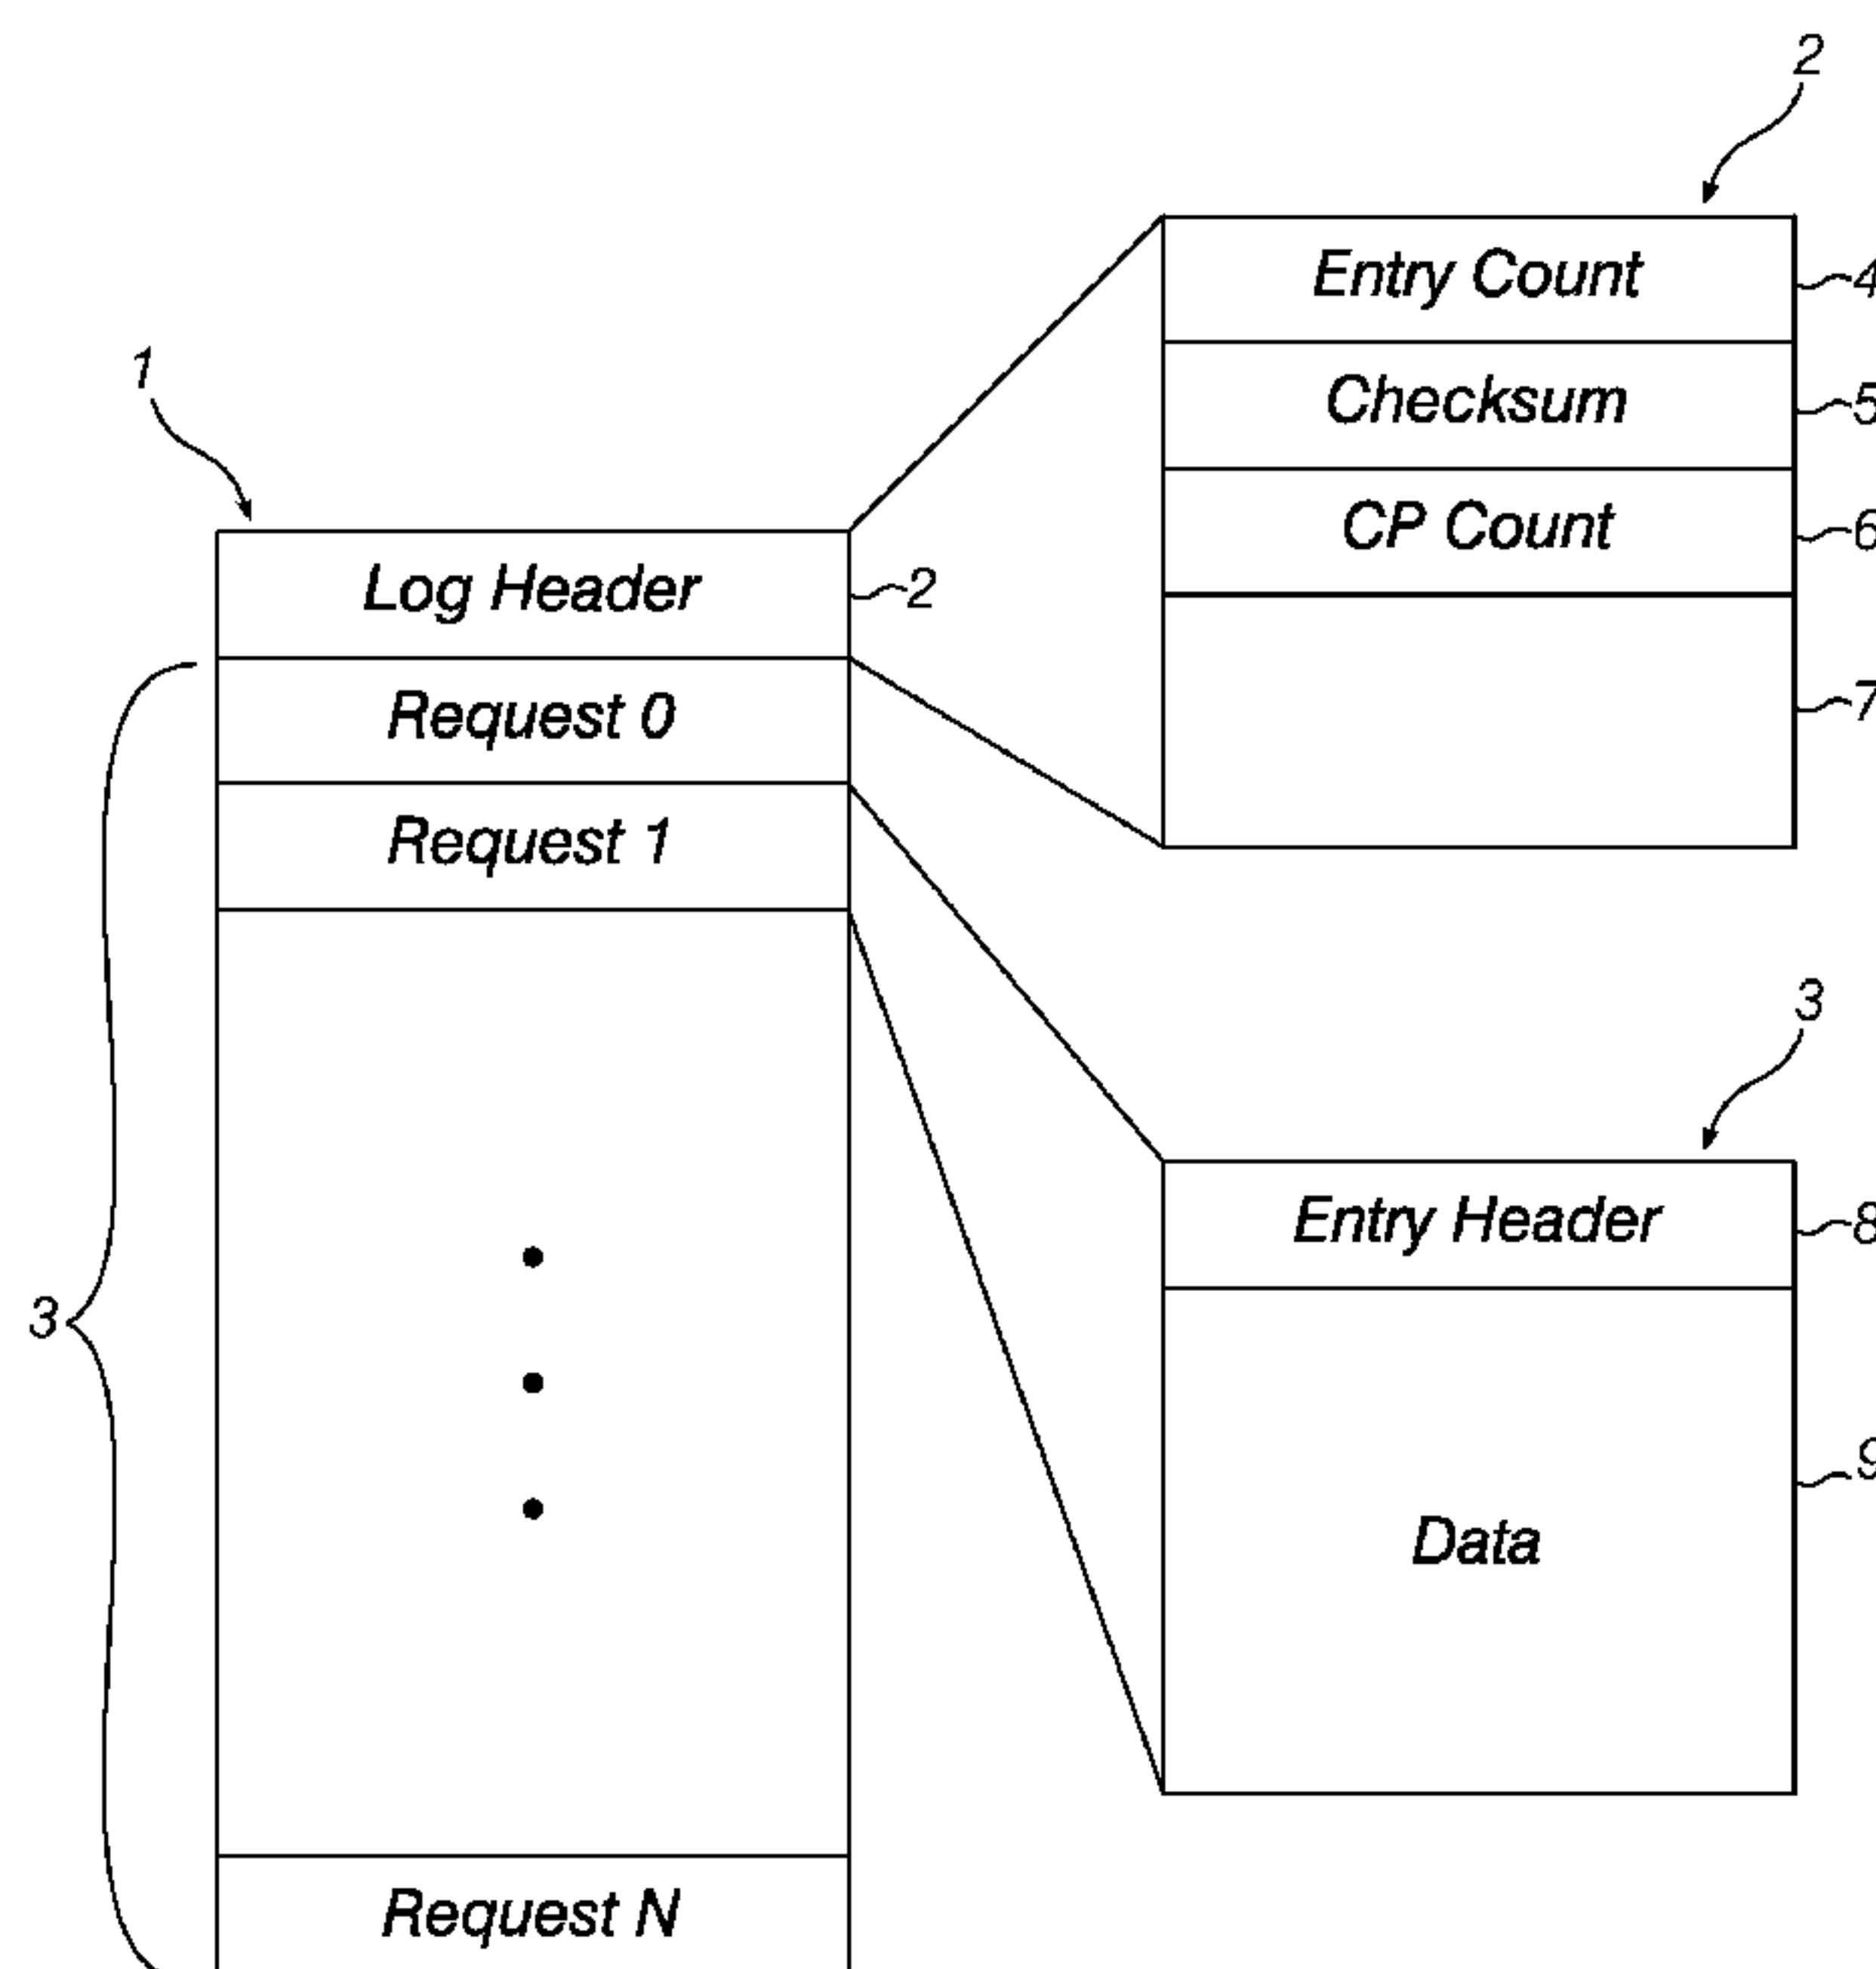 2
Entry Count 4
Checksum 5
CP Count 6
7
1
Log Header 2
Request 0
Request 1
3
Request N
3
Entry Header 8
Data 9